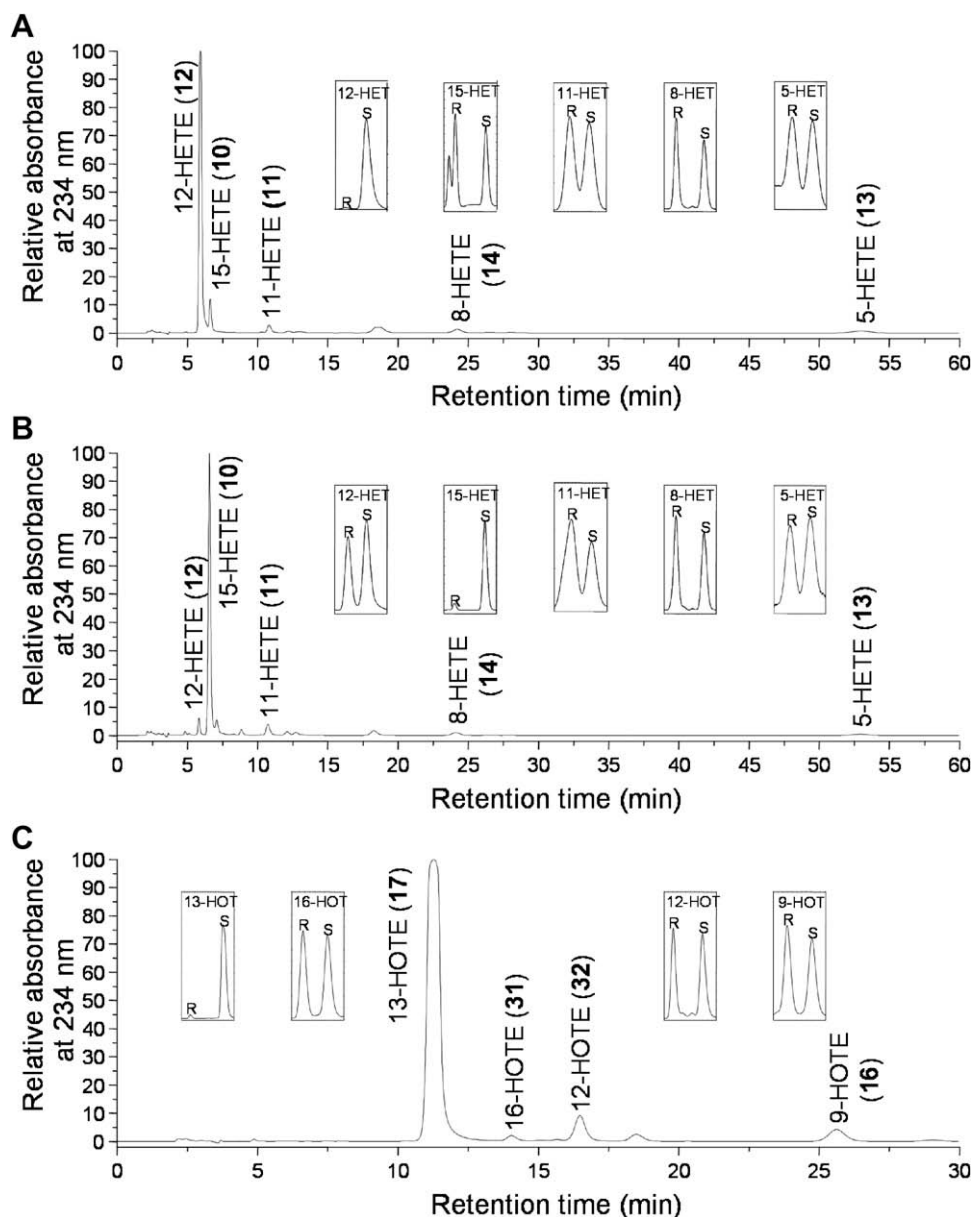 A
Relative absorbance
at 234 nm
100
90
80
70
60
50
40
30
20
10
0
12-HETE (12)
15-HETE (10)
11-HETE (11)
8-HETE
(14)
5-HETE (13)
12-HET
R
S
15-HET
R
S
11-HET
R
S
8-HET
R
S
5-HET
R
S
0 5 10 15 20 25 30 35 40 45 50 55 60
Retention time (min)
B
Relative absorbance
at 234 nm
100
90
80
70
60
50
40
30
20
10
0
12-HETE (12)
15-HETE (10)
11-HETE (11)
8-HETE
(14)
5-HETE (13)
12-HET
R
S
15-HET
R
S
11-HET
R
S
8-HET
R
S
5-HET
R
S
0 5 10 15 20 25 30 35 40 45 50 55 60
Retention time (min)
C
Relative absorbance
at 234 nm
100
90
80
70
60
50
40
30
20
10
0
13-HOT
R
S
16-HOT
R
S
13-HOTE (17)
16-HOTE (31)
12-HOTE (32)
12-HOT
R
S
9-HOT
R
S
9-HOTE
(16)
0 5 10 15 20 25 30
Retention time (min)